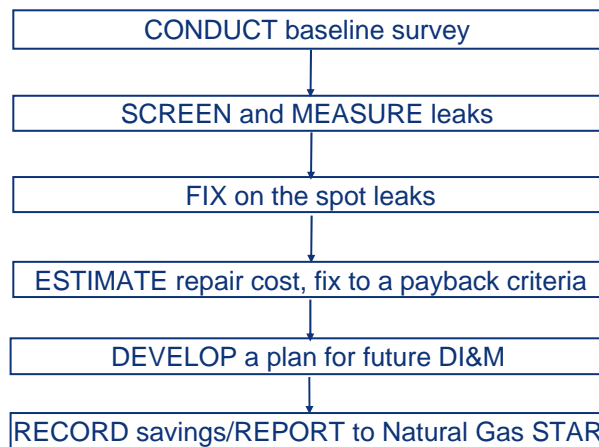 CONDUCT baseline survey
SCREEN and MEASURE leaks
FIX on the spot leaks
ESTIMATE repair cost, fix to a payback criteria
DEVELOP a plan for future DI&M
RECORD savings/REPORT to Natural Gas STAR